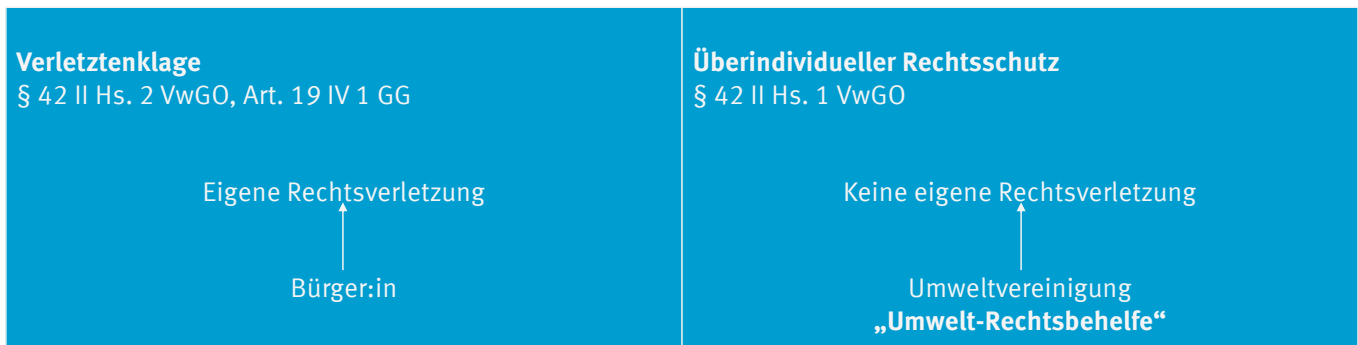 Verletztenklage
§ 42 II Hs. 2 VwGO, Art. 19 IV 1 GG
Eigene Rechtsverletzung
Bürger:in
Überindividueller Rechtsschutz
§ 42 II Hs. 1 VwGO
Keine eigene Rechtsverletzung
Umweltvereinigung
„Umwelt-Rechtsbehelfe“